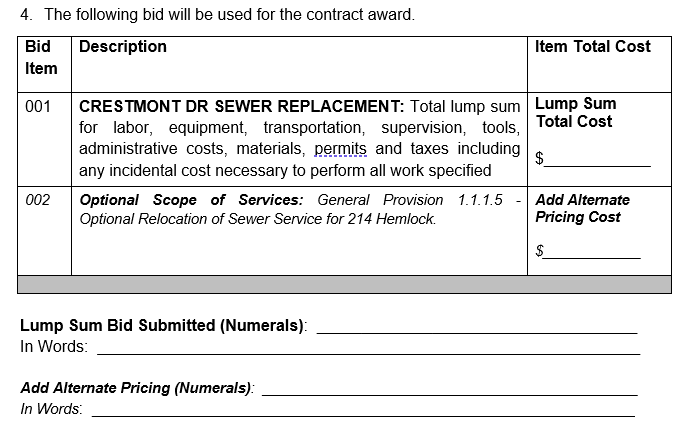 4. The following bid will be used for the contract award.
Bid Item
Description
Item Total Cost
001
CRESTMONT DR SEWER REPLACEMENT: Total lump sum
for labor, equipment, transportation, supervision, tools,
administrative costs, materials, permits and taxes including
any incidental cost necessary to perform all work specified
Lump Sum
Total Cost
$
002
Optional Scope of Services: General Provision 1.1.1.5 -
Optional Relocation of Sewer Service for 214 Hemlock.
Add Alternate
Pricing Cost
$
Lump Sum Bid Submitted (Numerals):
In Words:
Add Alternate Pricing (Numerals):
In Words: